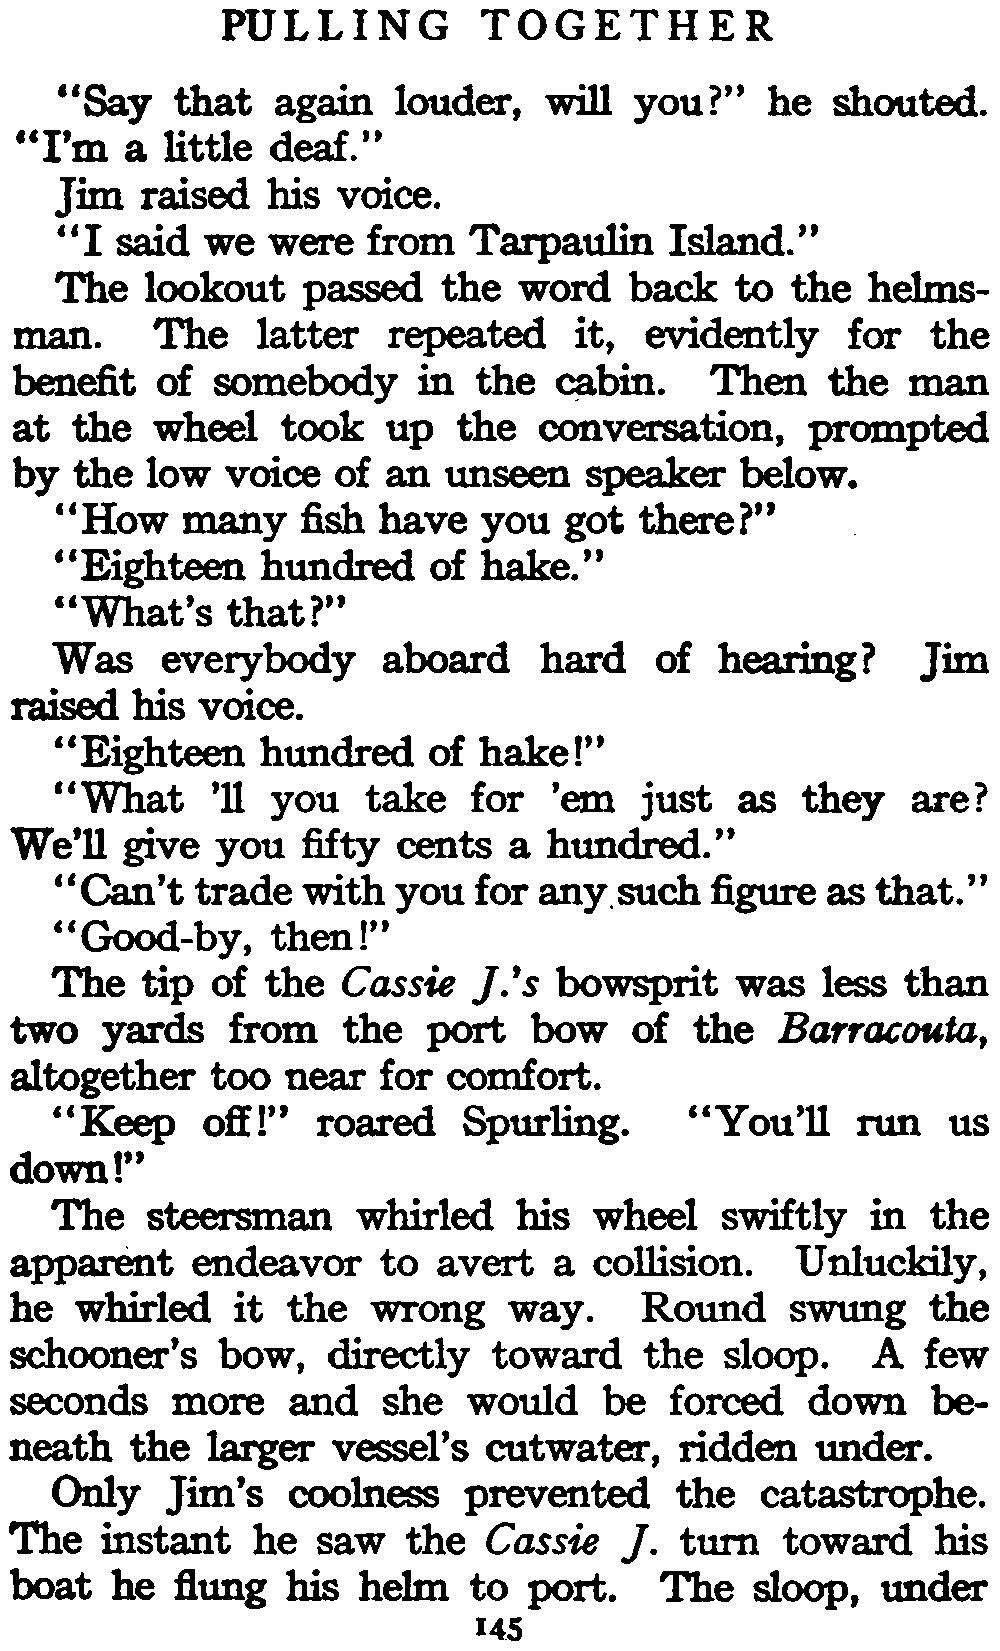 PULLING TOGETHER
"Say that again louder, will you?" he shouted.
"I'm a little deaf."
Jim raised his voice.
"I said we were from Tarpaulin Island."
The lookout passed the word back to the helms-
man. The latter repeated it, evidently for the
benefit of somebody in the cabin. Then the man
at the wheel took up the conversation, prompted
by the low voice of an unseen speaker below.
"How many fish have you got there?"
"Eighteen hundred of hake."
"What's that?"
Was everybody aboard hard of hearing? Jim
raised his voice.
"Eighteen hundred of hake!"
"What 'll you take for 'em just as they are?
We'll give you fifty cents a hundred."
"Can't trade with you for any such figure as that."
"Good-by, then!"
The tip of the Cassie J.'s bowsprit was less than
two yards from the port bow of the Barracouta,
altogether too near for comfort.
"Keep off!" roared Spurling. "You'll run us
down!"
The steersman whirled his wheel swiftly in the
apparent endeavor to avert a collision. Unluckily,
he whirled it the wrong way. Round swung the
schooner's bow, directly toward the sloop. A few
seconds more and she would be forced down be-
neath the larger vessel's cutwater, ridden under.
Only Jim's coolness prevented the catastrophe.
The instant he saw the Cassie J. turn toward his
boat he flung his helm to port. The sloop, under
145